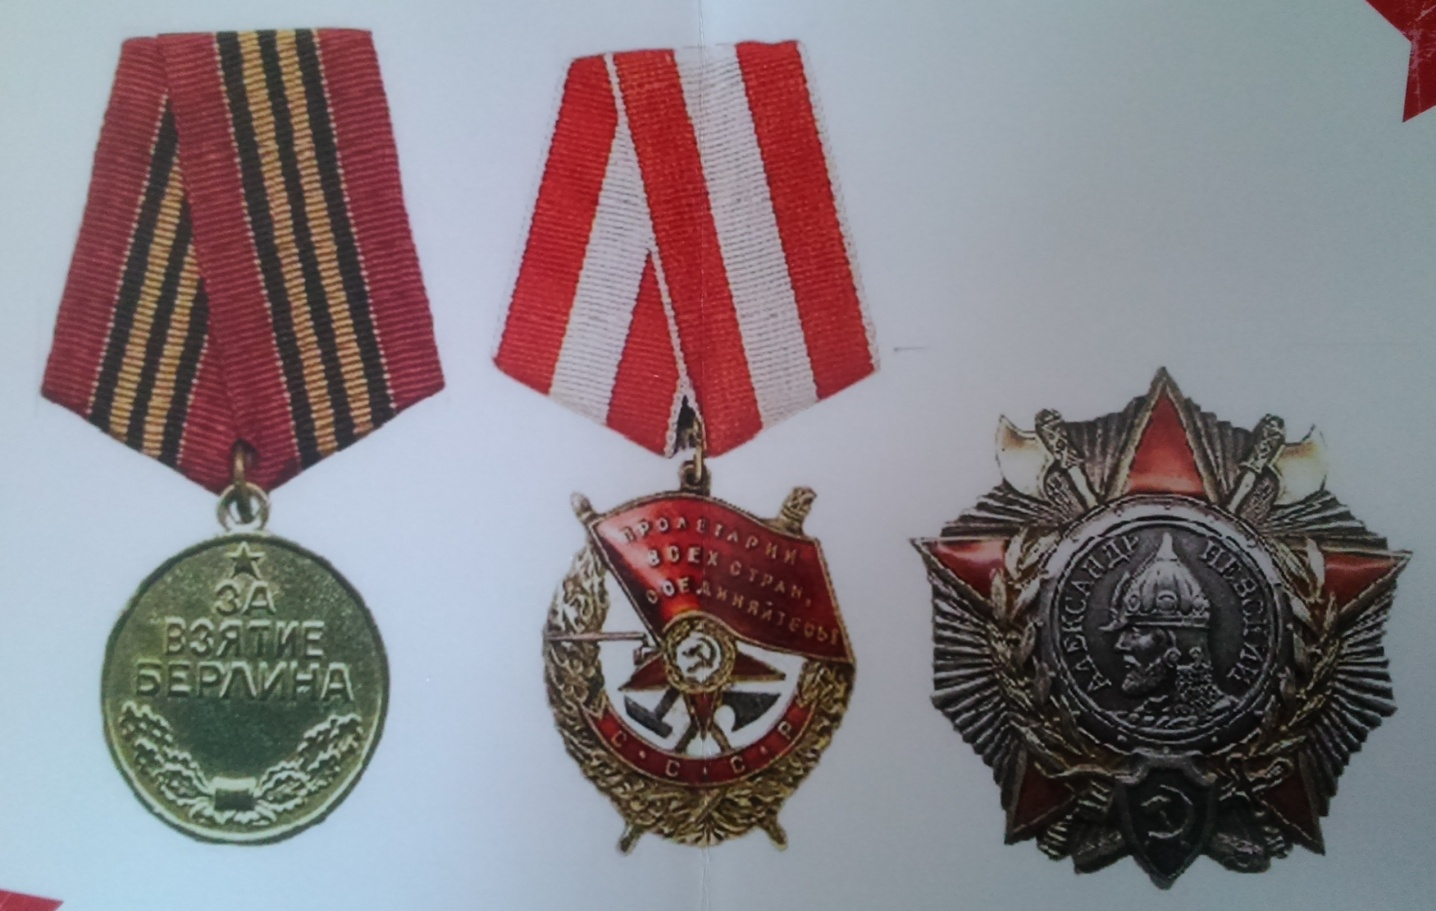 ЗА
ВЗЯТИЕ
БЕРЛИНА
ПРОЛЕТАРИИ
ВСЕХ СТРАН,
СОЕДИНЯЙТЕСЬ!
С·С·С·Р
АЛЕКСАНДР НЕВСКИЙ